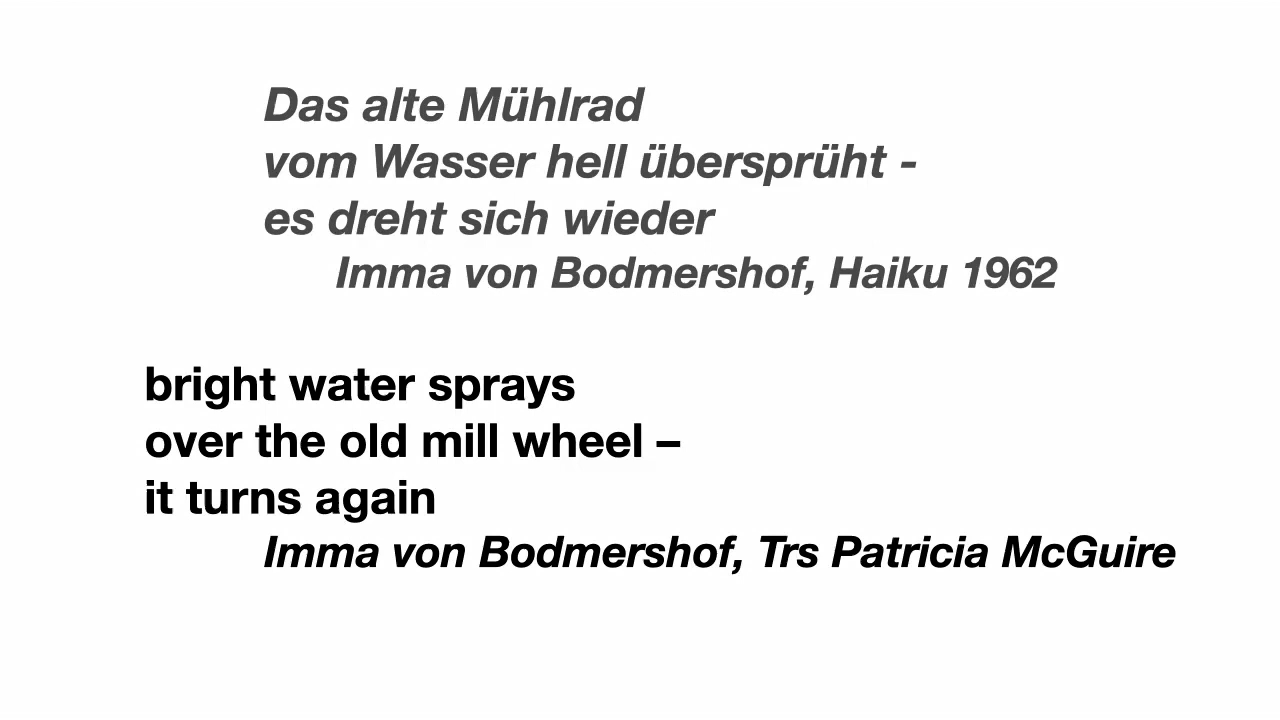 Das alte Mühlrad
vom Wasser hell übersprüht -
es dreht sich wieder
Imma von Bodmershof, Haiku 1962
bright water sprays
over the old mill wheel –
it turns again
Imma von Bodmershof, Trs Patricia McGuire